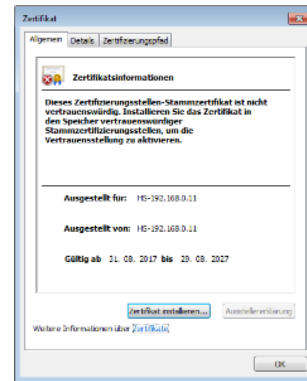 Zertifikat
Allgemein Details Zertifizierungspfad
Zertifikatsinformationen
Dieses Zertifizierungsstellen-Stammzertifikat ist nicht
vertrauenswürdig. Installieren Sie das Zertifikat in
den Speicher vertrauenswürdiger
Stammzertifizierungsstellen, um die
Vertrauensstellung zu aktivieren.
Ausgestellt für: HS-192.168.0.11
Ausgestellt von: HS-192.168.0.11
Gültig ab 31. 08. 2017 bis 29. 08. 2027
Zertifikat installieren... Ausstellererklärung
Weitere Informationen über Zertifikate
OK